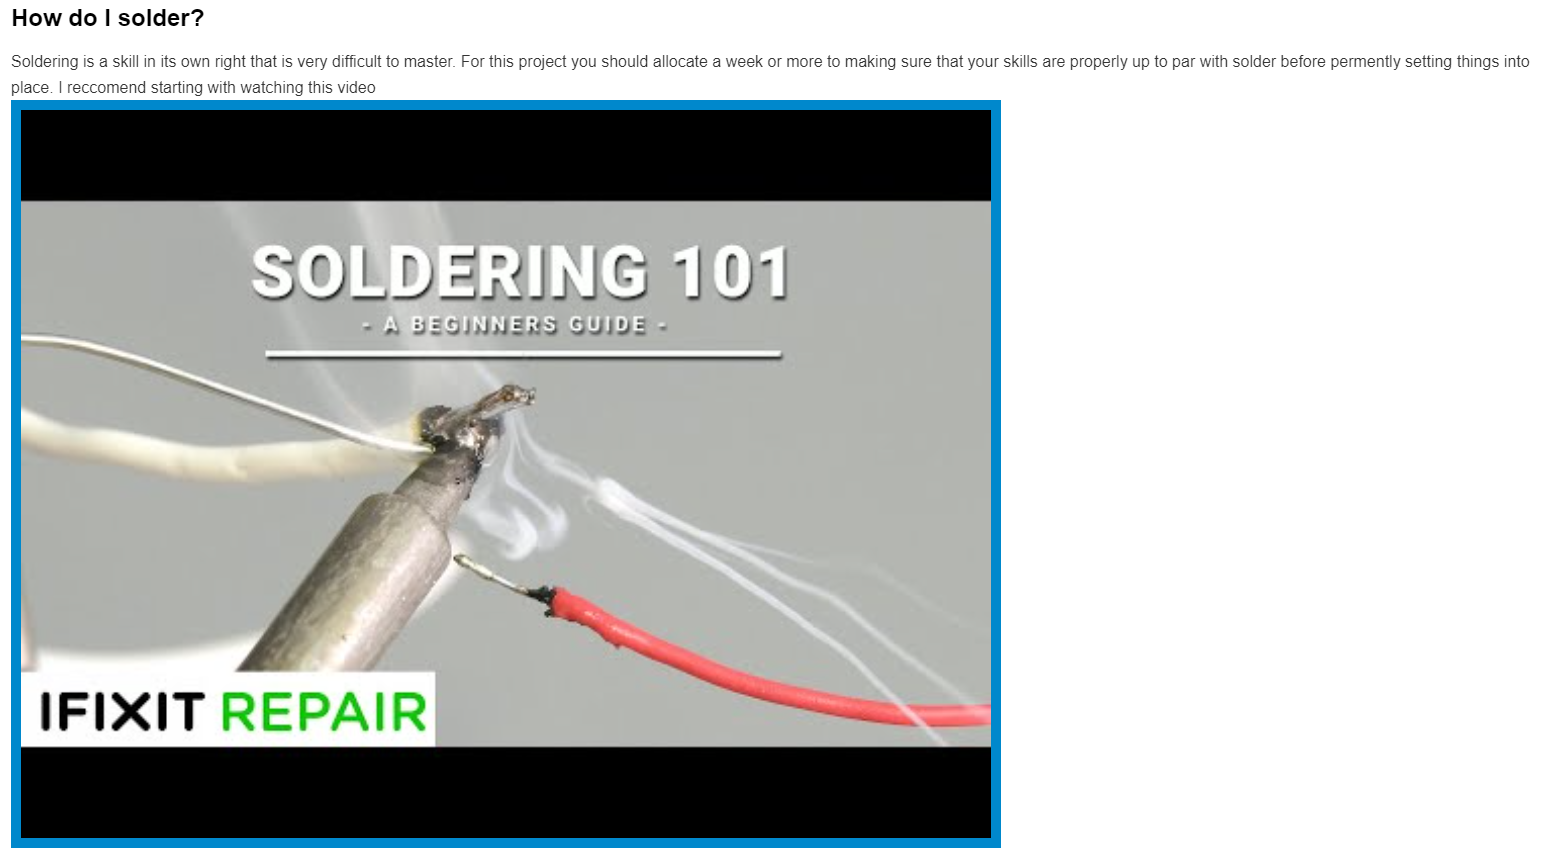 How do I solder?
Soldering is a skill in its own right that is very difficult to master. For this project you should allocate a week or more to making sure that your skills are properly up to par with solder before permently setting things into
place. I reccomend starting with watching this video
SOLDERING 101
- A BEGINNERS GUIDE -
IFIXIT REPAIR